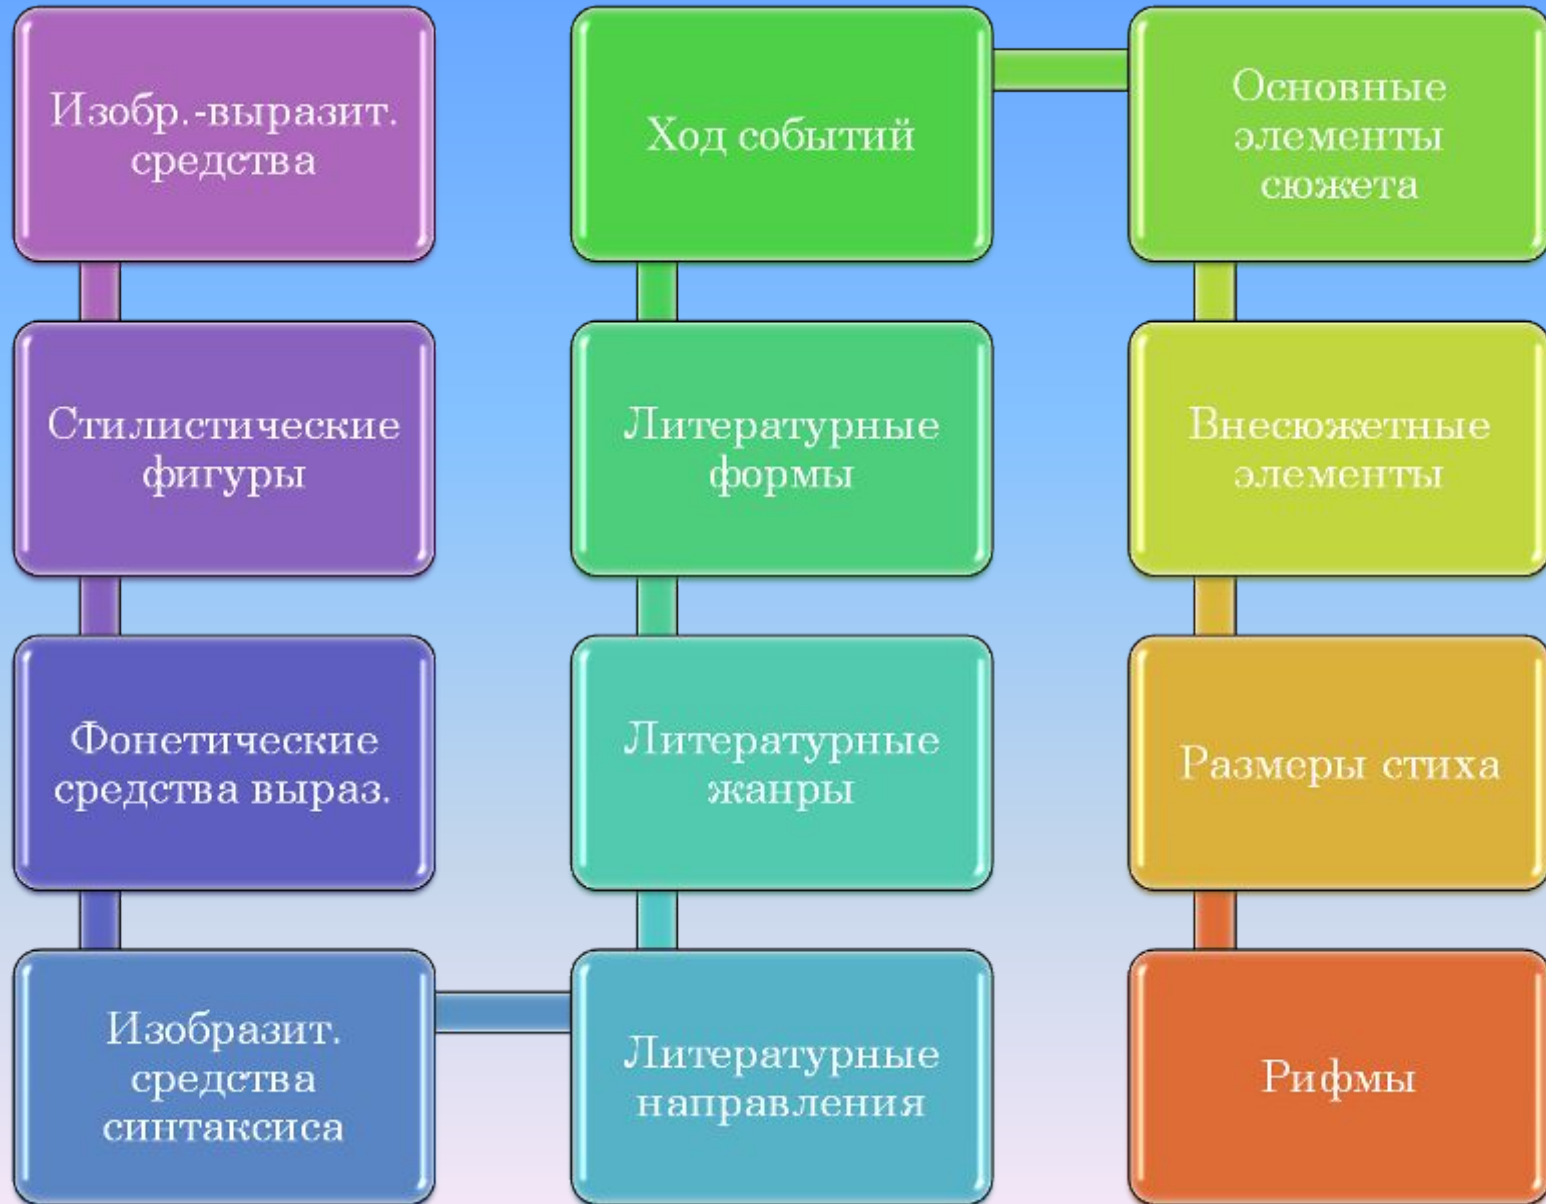 Изобр.-выразит.
средства
Стилистические
фигуры
Фонетические
средства выраз.
Изобразит.
средства
синтаксиса
Литературные
направления
Литературные
жанры
Литературные
формы
Ход событий
Основные
элементы
сюжета
Внесюжетные
элементы
Размеры стиха
Рифмы